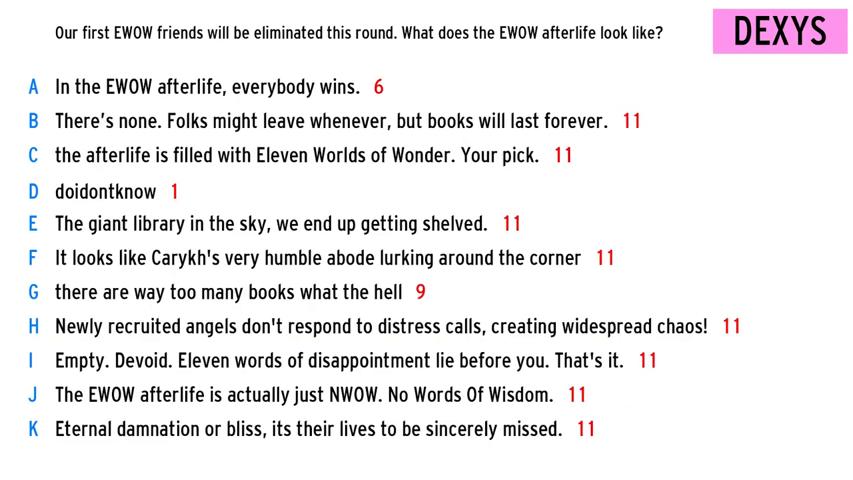 Our first EWOW friends will be eliminated this round. What does the EWOW afterlife look like?
DEXYS
A In the EWOW afterlife, everybody wins. 6
B There's none. Folks might leave whenever, but books will last forever. 11
C the afterlife is filled with Eleven Worlds of Wonder. Your pick. 11
D doidontknow 1
E The giant library in the sky, we end up getting shelved. 11
F It looks like Carykh's very humble abode lurking around the corner 11
G there are way too many books what the hell 9
H Newly recruited angels don't respond to distress calls, creating widespread chaos! 11
I Empty. Devoid. Eleven words of disappointment lie before you. That's it. 11
J The EWOW afterlife is actually just NWOW. No Words Of Wisdom. 11
K Eternal damnation or bliss, its their lives to be sincerely missed. 11